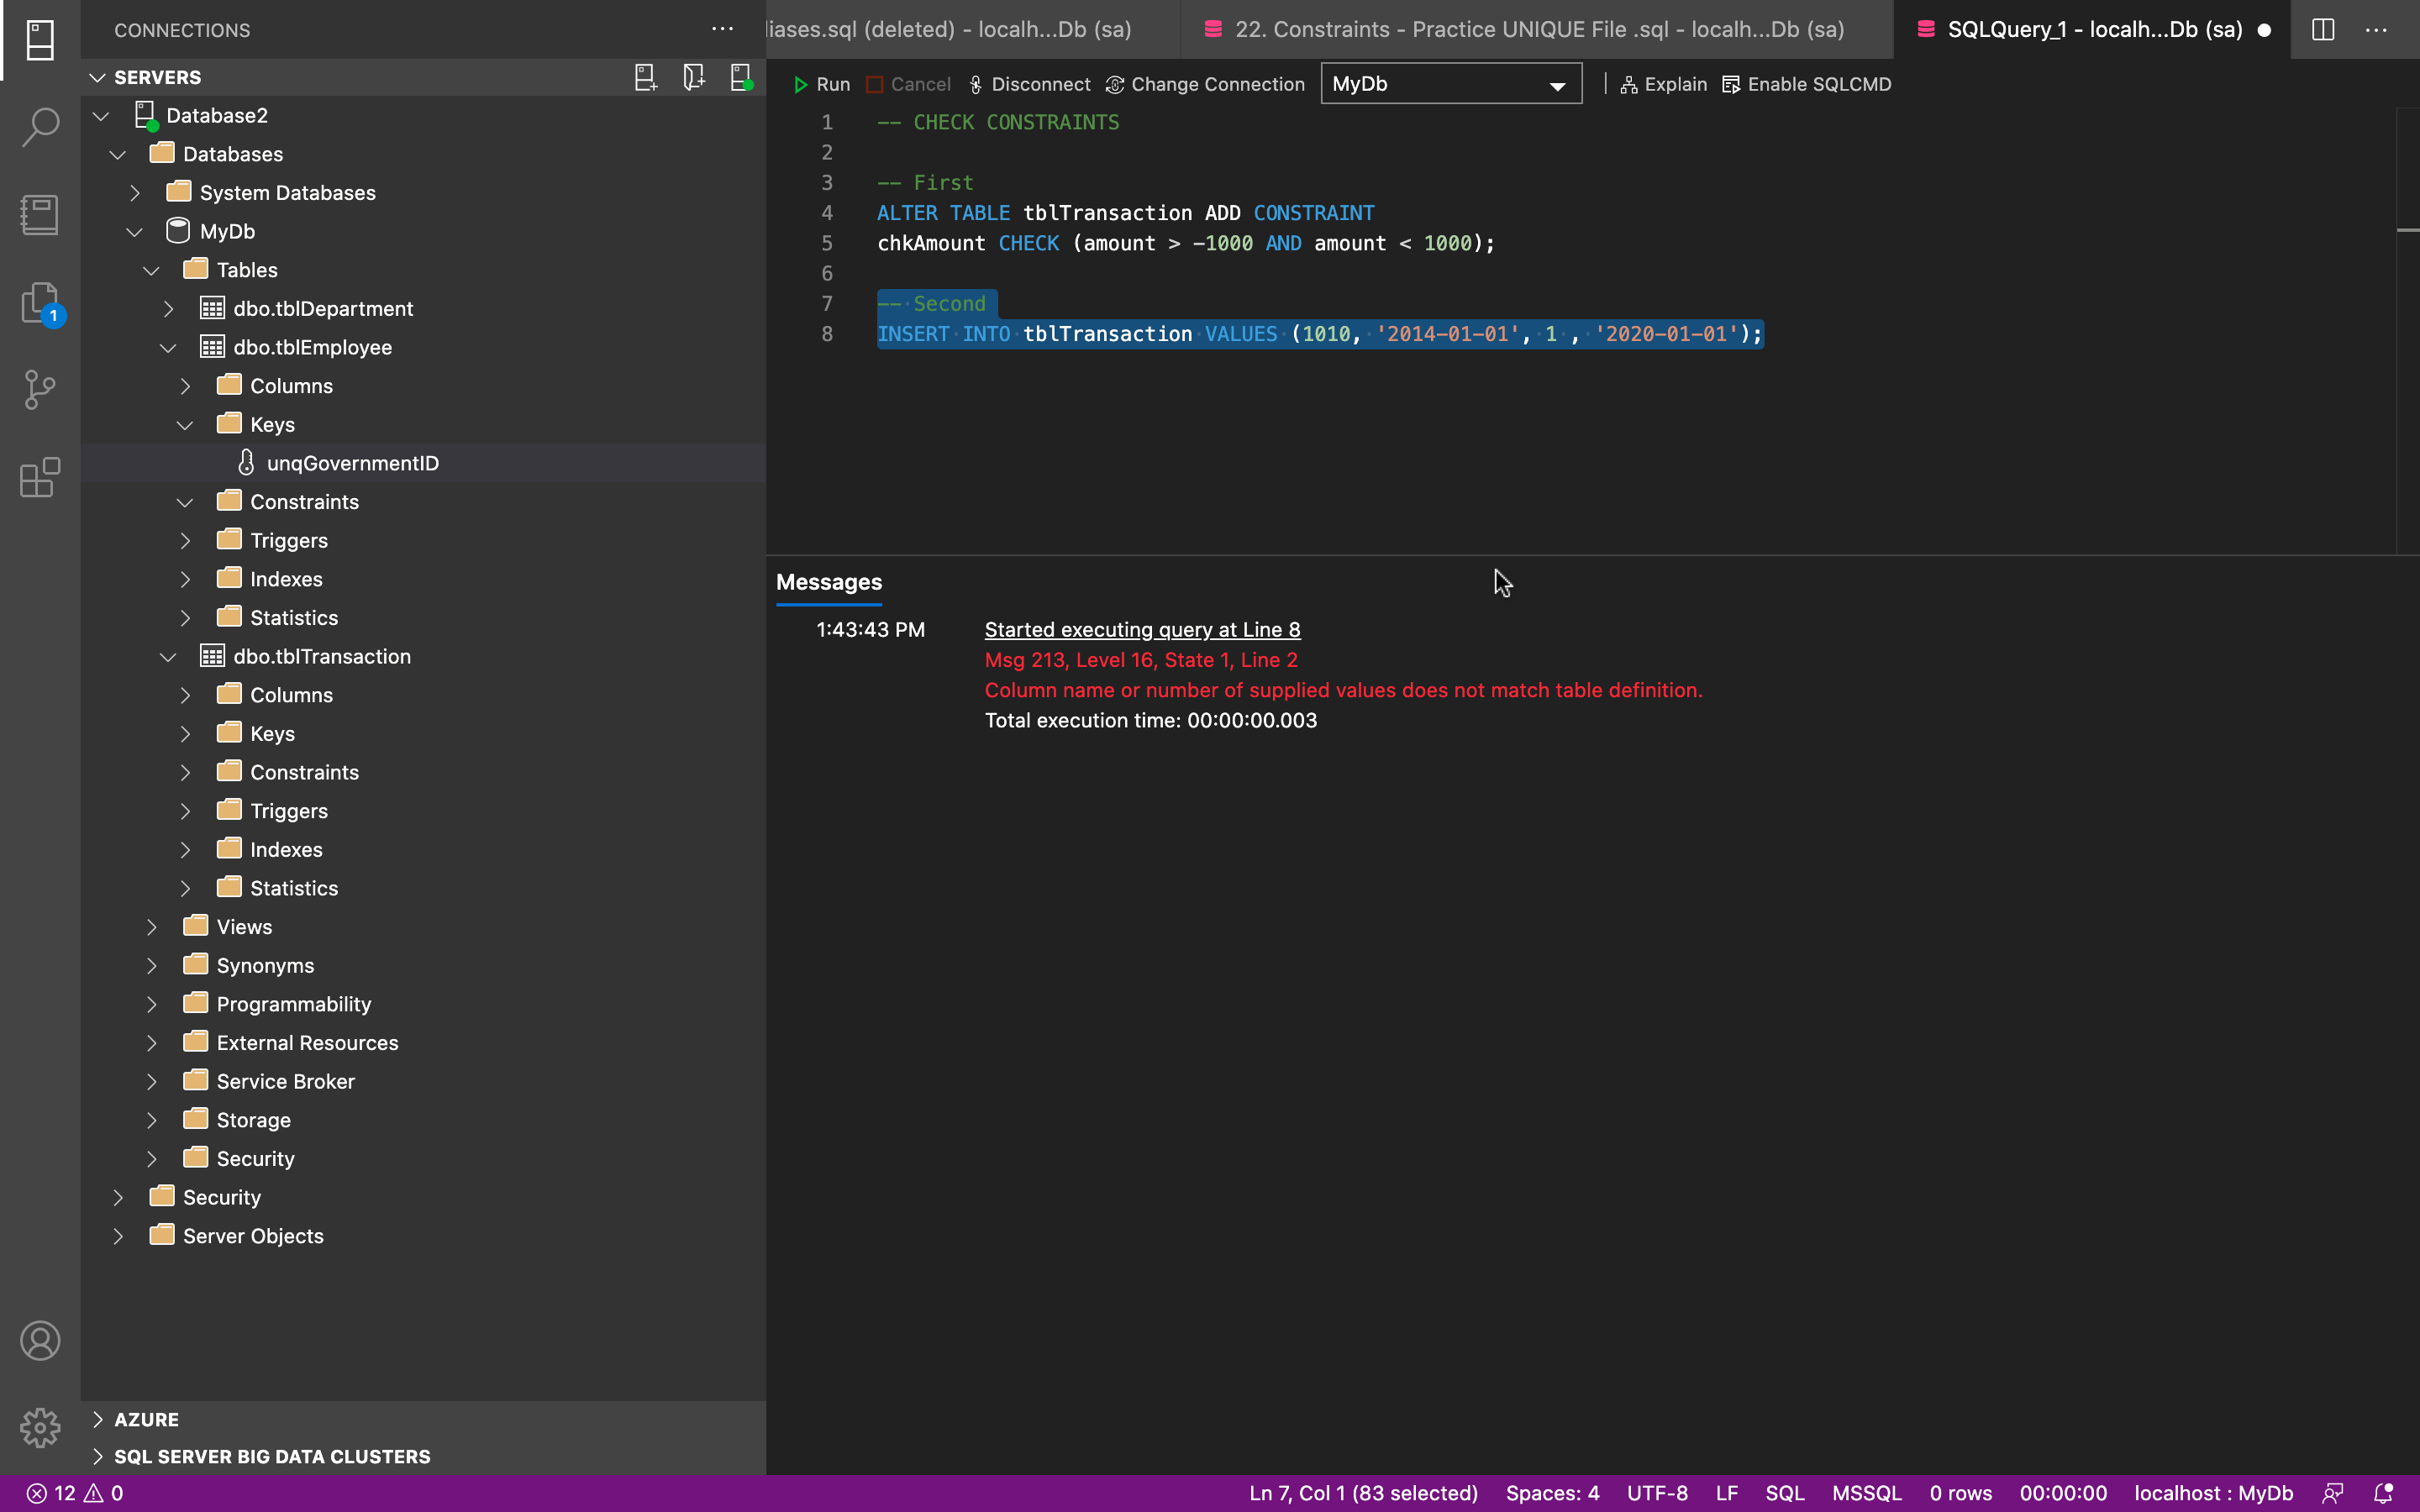 CONNECTIONS
SERVERS
Database2
Databases
System Databases
MyDb
Tables
dbo.tblDepartment
dbo.tblEmployee
Columns
Keys
unqGovernmentID
Constraints
Triggers
Indexes
Statistics
dbo.tblTransaction
Columns
Keys
Constraints
Triggers
Indexes
Statistics
Views
Synonyms
Programmability
External Resources
Service Broker
Storage
Security
Security
Server Objects
AZURE
SQL SERVER BIG DATA CLUSTERS
1
liases.sql (deleted) - localh...Db (sa)
22. Constraints - Practice UNIQUE File .sql - localh...Db (sa)
SQLQuery_1 - localh...Db (sa)
Run Cancel Disconnect Change Connection MyDb Explain Enable SQLCMD
1 -- CHECK CONSTRAINTS
2
3 -- First
4 ALTER TABLE tblTransaction ADD CONSTRAINT
5 chkAmount CHECK (amount > -1000 AND amount < 1000);
6
7 -- Second
8 INSERT INTO tblTransaction VALUES (1010, '2014-01-01', 1 , '2020-01-01');
Messages
1:43:43 PM Started executing query at Line 8
Msg 213, Level 16, State 1, Line 2
Column name or number of supplied values does not match table definition.
Total execution time: 00:00:00.003
12 0 Ln 7, Col 1 (83 selected) Spaces: 4 UTF-8 LF SQL MSSQL 0 rows 00:00:00 localhost : MyDb